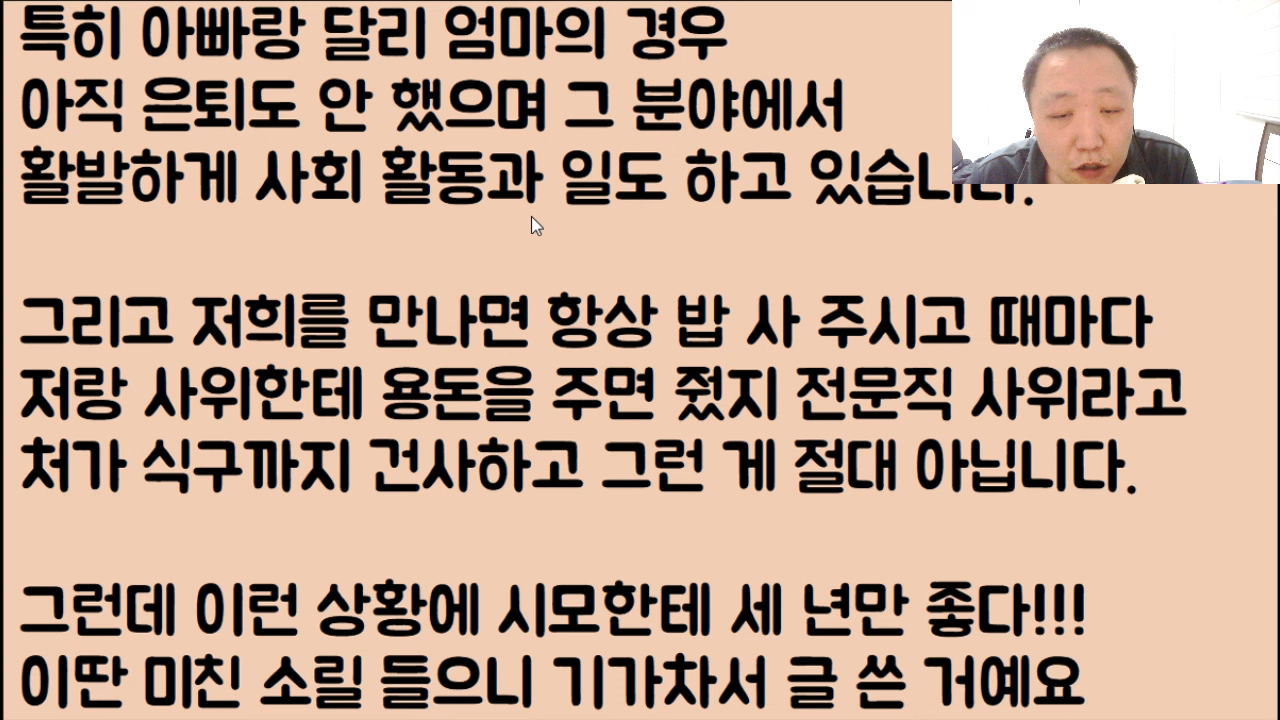 특히 아빠랑 달리 엄마의 경우
아직 은퇴도 안 했으며 그 분야에서
활발하게 사회 활동과 일도 하고 있습니다.
그리고 저희를 만나면 항상 밥 사 주시고 때마다
저랑 사위한테 용돈을 주면 줬지 전문직 사위라고
처가 식구까지 건사하고 그런 게 절대 아닙니다.
그런데 이런 상황에 시모한테 세 년만 좋다!!!
이딴 미친 소릴 들으니 기가차서 글 쓴 거예요